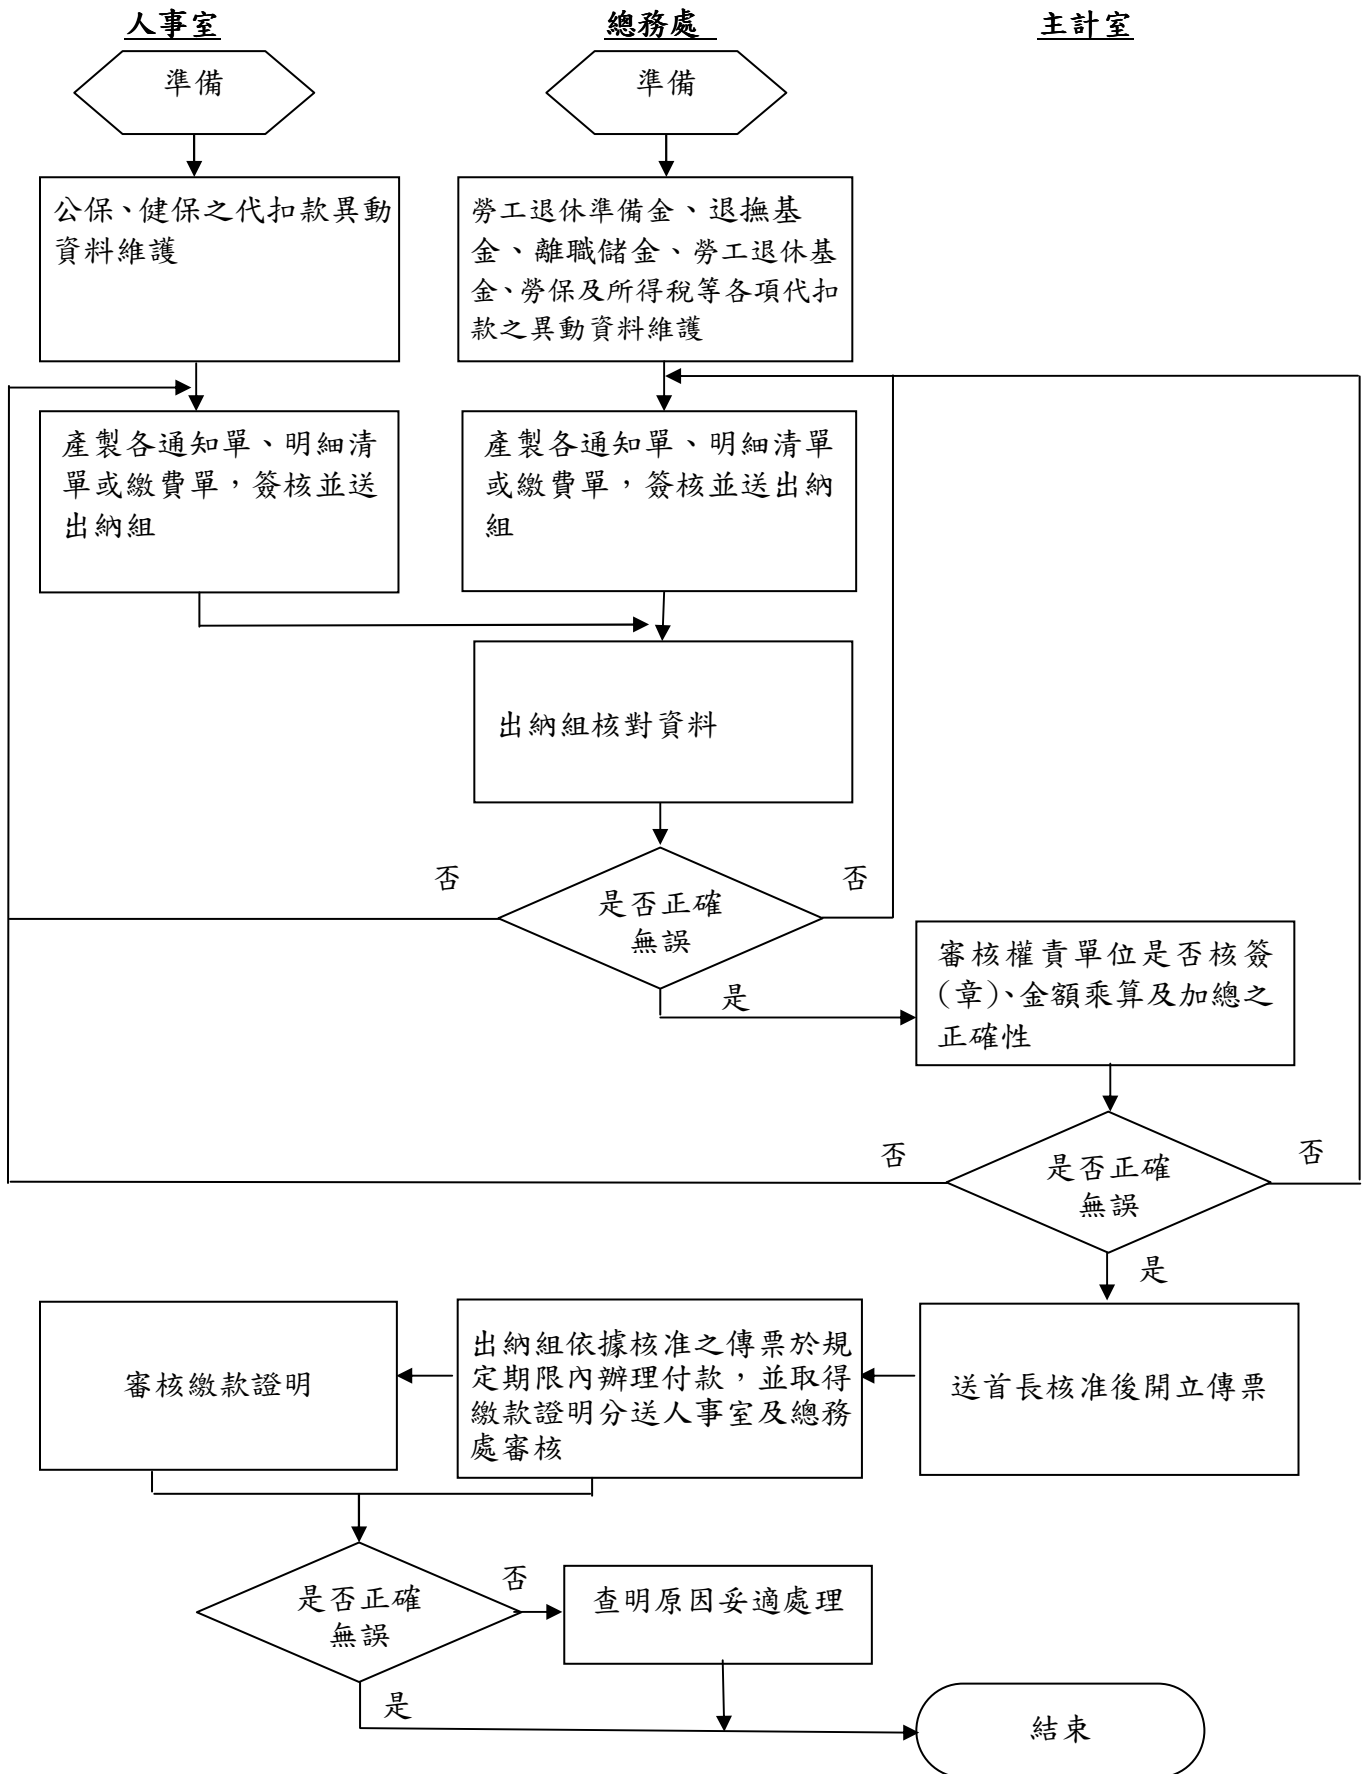 人事室
總務處
主計室
準備
準備
公保、健保之代扣款異動
資料維護
勞工退休準備金、退撫基
金、離職儲金、勞工退休基
金、勞保及所得稅等各項代扣
款之異動資料維護
產製各通知單、明細清
單或繳費單，簽核並送
出納組
產製各通知單、明細清單
或繳費單，簽核並送出納
組
出納組核對資料
否
否
是否正確
無誤
是
審核權責單位是否核簽
(章)、金額乘算及加總之
正確性
否
否
是否正確
無誤
是
審核繳款證明
出納組依據核准之傳票於規
定期限內辦理付款，並取得
繳款證明分送人事室及總務
處審核
送首長核准後開立傳票
是否正確
無誤
否
查明原因妥適處理
是
結束